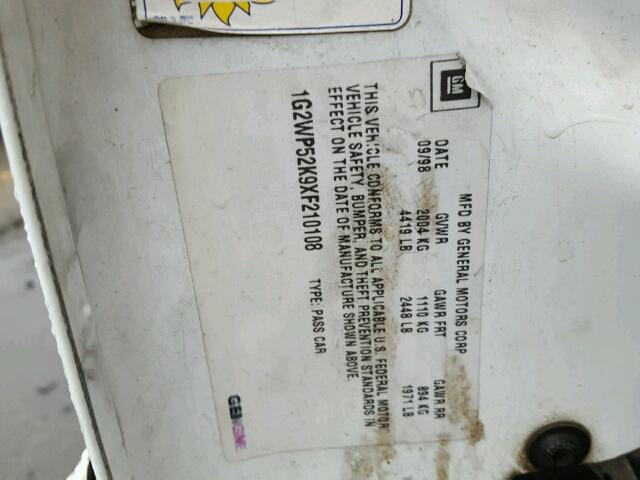 GM
MFD BY GENERAL MOTORS CORP
DATE GVWR GAWR FRT GAWR RR
09/98 2004 KG 1110 KG 894 KG
4419 LB 2448 LB 1971 LB
THIS VEHICLE CONFORMS TO ALL APPLICABLE U.S. FEDERAL MOTOR
VEHICLE SAFETY, BUMPER, AND THEFT PREVENTION STANDARDS IN
EFFECT ON THE DATE OF MANUFACTURE SHOWN ABOVE.
1G2WP52K9XF210108 TYPE: PASS CAR